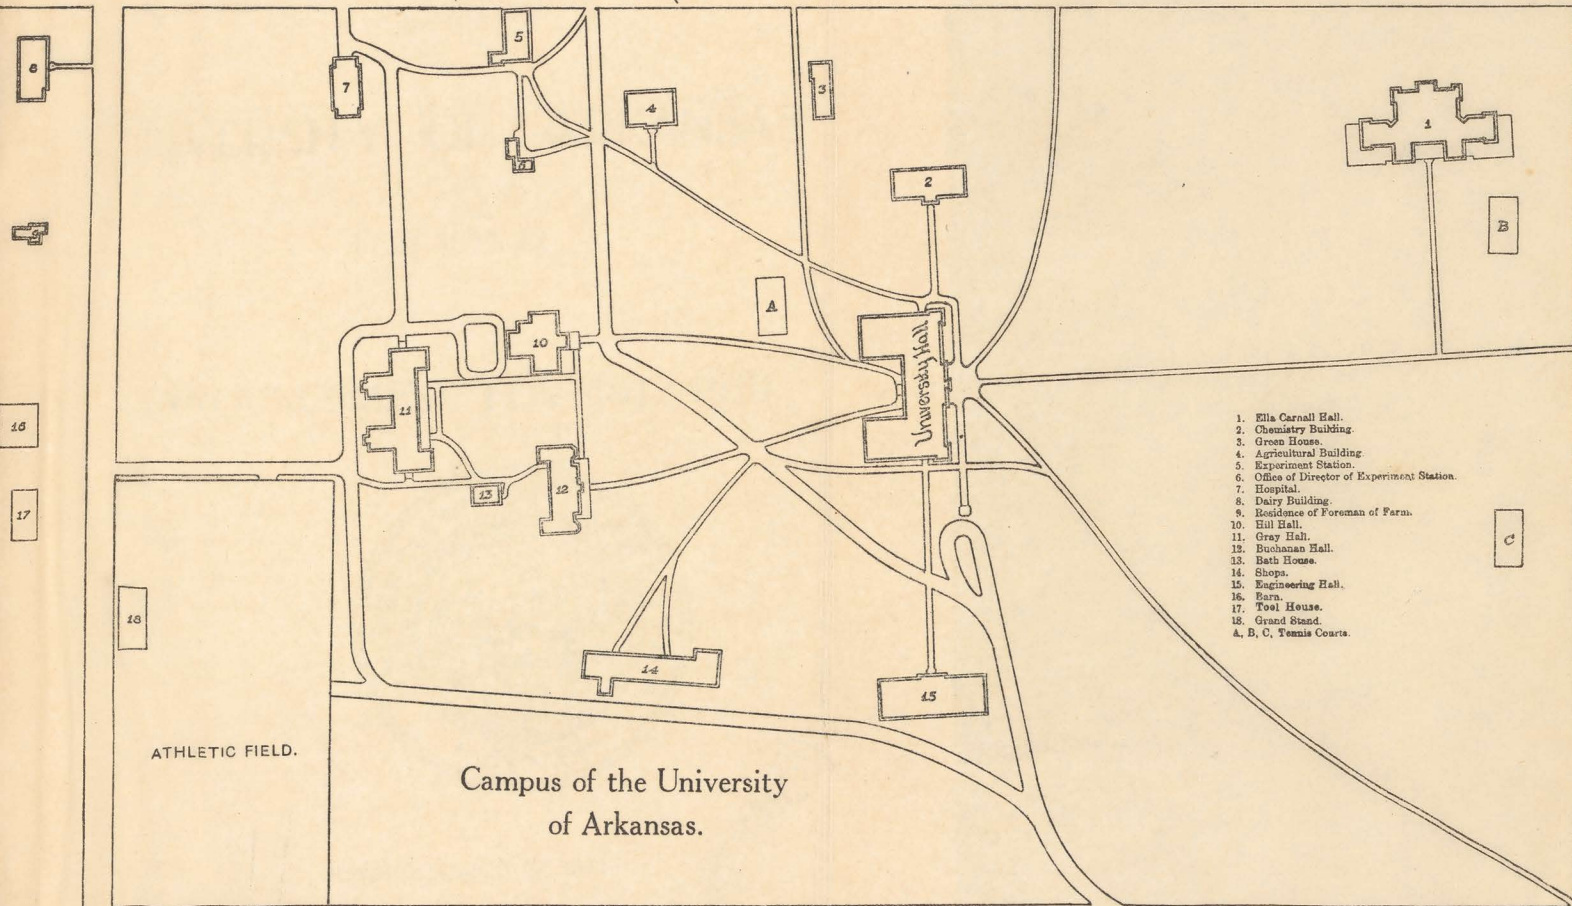 5
8
7
3
4
1
6
2
B
9
A
10
University Hall
11
16
12
13
17
C
1. Ella Carnall Hall.
2. Chemistry Building.
3. Green House.
4. Agricultural Building
5. Experiment Station.
6. Office of Director of Experiment Station.
7. Hospital.
8. Dairy Building.
9. Residence of Foreman of Farm.
10. Hill Hall.
11. Gray Hall.
12. Buchanan Hall.
13. Bath House.
14. Shops.
15. Engineering Hall.
16. Barn.
17. Tool House.
18. Grand Stand.
A, B, C, Tennis Courts.
18
14
15
ATHLETIC FIELD.
Campus of the University
of Arkansas.